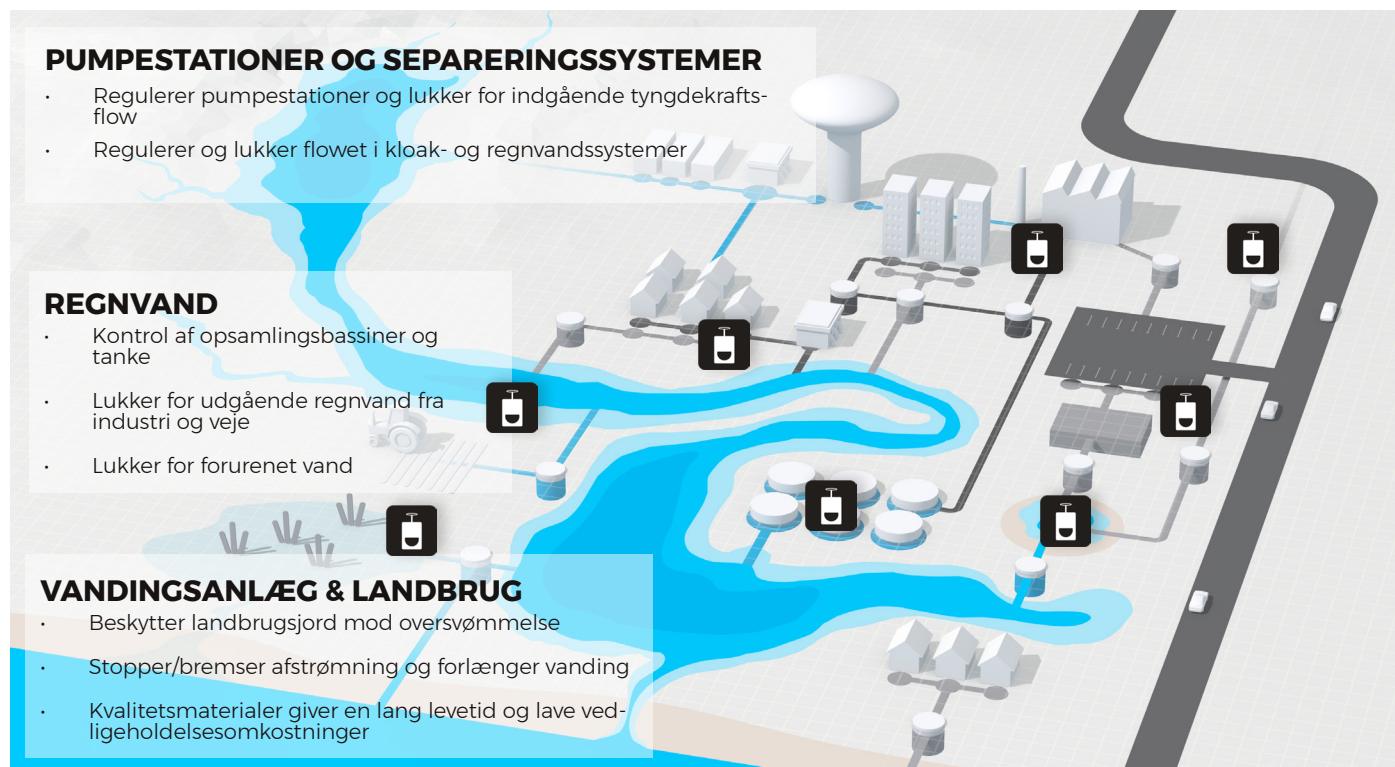 PUMPESTATIONER OG SEPARERINGSSYSTEMER
• Regulerer pumpestationer og lukker for indgående tyngdekrafts-
flow
• Regulerer og lukker flowet i kloak- og regnvandssystemer
REGNVAND
• Kontrol af opsamlingsbassiner og
tanke
• Lukker for udgående regnvand fra
industri og veje
• Lukker for forurenet vand
VANDINGSANLÆG & LANDBRUG
• Beskytter landbrugsjord mod oversvømmelse
• Stopper/bremser afstrømning og forlænger vanding
• Kvalitetsmaterialer giver en lang levetid og lave ved-
ligeholdelsesomkostninger